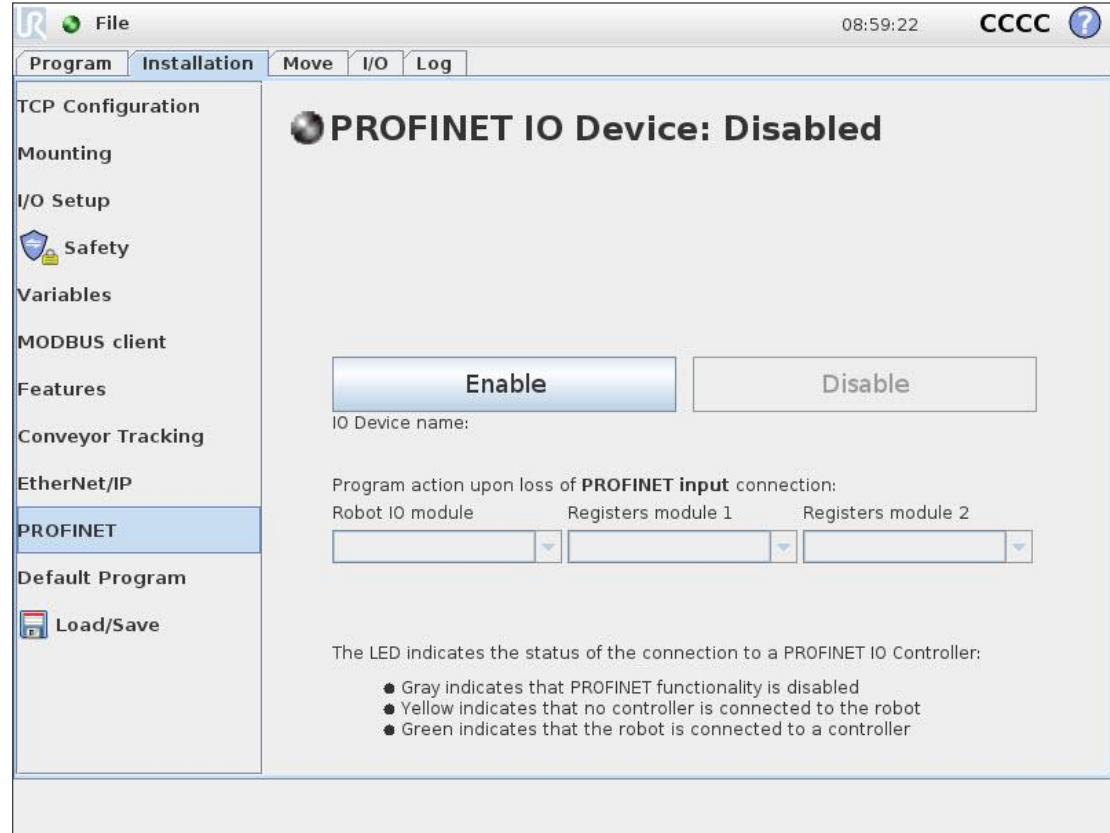 UR File 08:59:22 CCCC ?
Program Installation Move I/O Log
TCP Configuration
Mounting
I/O Setup
Safety
Variables
MODBUS client
Features
Conveyor Tracking
EtherNet/IP
PROFINET
Default Program
Load/Save
PROFINET IO Device: Disabled
Enable Disable
IO Device name:
Program action upon loss of PROFINET input connection:
Robot IO module Registers module 1 Registers module 2
The LED indicates the status of the connection to a PROFINET IO Controller:
● Gray indicates that PROFINET functionality is disabled
● Yellow indicates that no controller is connected to the robot
● Green indicates that the robot is connected to a controller